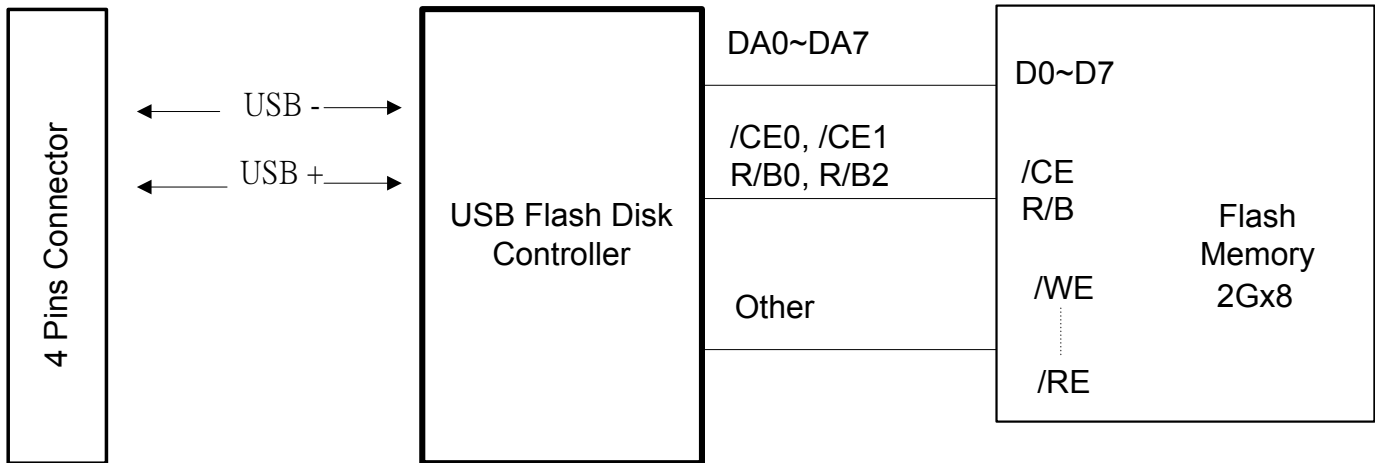 4 Pins Connector
USB -
USB +
USB Flash Disk
Controller
DA0~DA7
/CE0, /CE1
R/B0, R/B2
Other
D0~D7
/CE
R/B
/WE
/RE
Flash
Memory
2Gx8